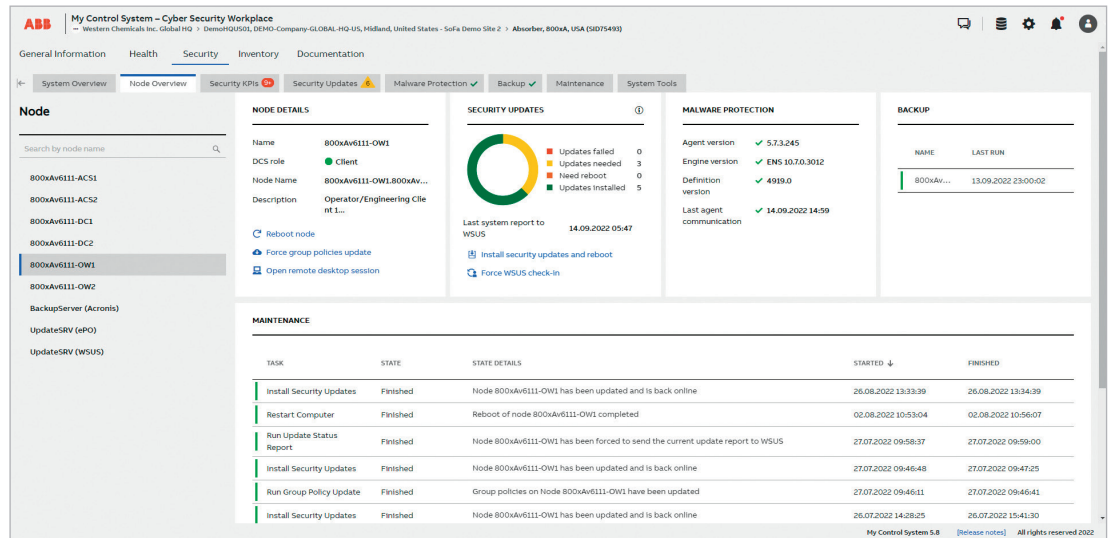 ABB
My Control System – Cyber Security Workplace
Western Chemicals Inc. Global HQ > DemoHQUS01, DEMO-Company-GLOBAL-HQ-US, Midland, United States - SoFa Demo Site 2 > Absorber, 800xA, USA (SID75493)
General Information Health Security Inventory Documentation
System Overview Node Overview Security KPIs 9+ Security Updates 6 Malware Protection Backup Maintenance System Tools
Node
Search by node name
800xAv6111-ACS1
800xAv6111-ACS2
800xAv6111-DC1
800xAv6111-DC2
800xAv6111-OW1
800xAv6111-OW2
BackupServer (Acronis)
UpdateSRV (ePO)
UpdateSRV (WSUS)
NODE DETAILS
Name 800xAv6111-OW1
DCS role Client
Node Name 800xAv6111-OW1.800xAv...
Description Operator/Engineering Clie
nt 1...
Reboot node
Force group policies update
Open remote desktop session
SECURITY UPDATES
Updates failed 0
Updates needed 3
Need reboot 0
Updates installed 5
Last system report to
WSUS 14.09.2022 05:47
Install security updates and reboot
Force WSUS check-in
MALWARE PROTECTION
Agent version 5.7.3.245
Engine version ENS 10.7.0.3012
Definition
version 4919.0
Last agent
communication 14.09.2022 14:59
BACKUP
NAME LAST RUN
800xAv... 13.09.2022 23:00:02
MAINTENANCE
TASK STATE STATE DETAILS STARTED FINISHED
Install Security Updates Finished Node 800xAv6111-OW1 has been updated and is back online 26.08.2022 13:33:39 26.08.2022 13:34:39
Restart Computer Finished Reboot of node 800xAv6111-OW1 completed 02.08.2022 10:53:04 02.08.2022 10:56:07
Run Update Status
Report Finished Node 800xAv6111-OW1 has been forced to send the current update report to WSUS 27.07.2022 09:58:37 27.07.2022 09:59:00
Install Security Updates Finished Node 800xAv6111-OW1 has been updated and is back online 27.07.2022 09:46:48 27.07.2022 09:47:25
Run Group Policy Update Finished Group policies on Node 800xAv6111-OW1 have been updated 27.07.2022 09:46:11 27.07.2022 09:46:41
Install Security Updates Finished Node 800xAv6111-OW1 has been updated and is back online 26.07.2022 14:28:25 26.07.2022 15:41:30
My Control System 5.8 [Release notes] All rights reserved 2022